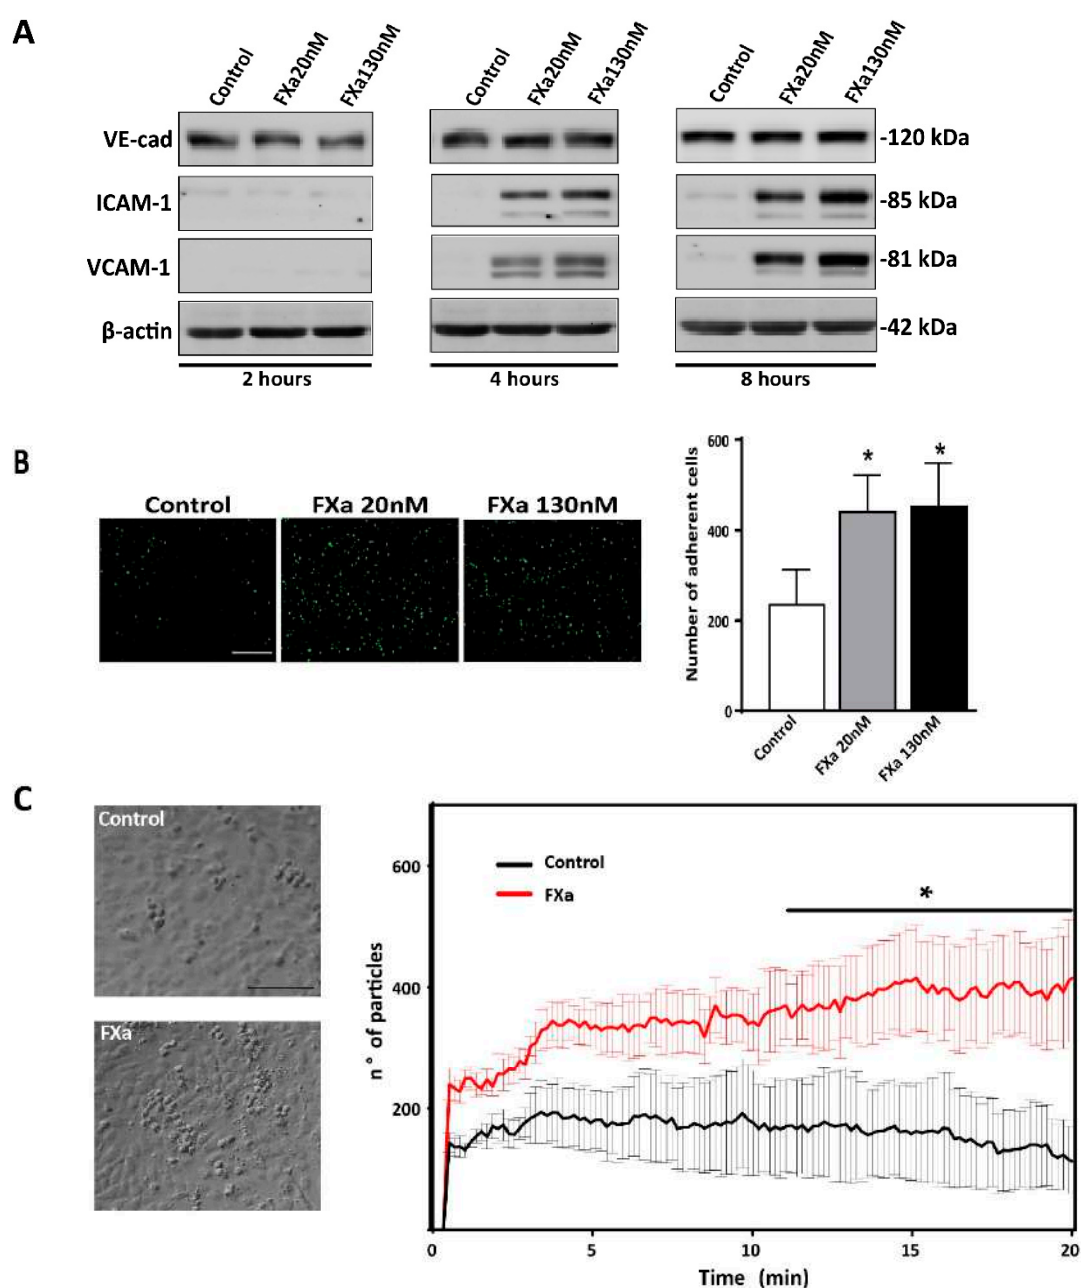 A
Control FXa20nM FXa130nM Control FXa20nM FXa130nM Control FXa20nM FXa130nM
VE-cad -120 kDa
ICAM-1 -85 kDa
VCAM-1 -81 kDa
β-actin -42 kDa
2 hours 4 hours 8 hours
B
Control FXa 20nM FXa 130nM
Number of adherent cells
600
400
200
0
*
*
Control FXa 20nM FXa 130nM
C
Control
FXa
n° of particles
600
400
200
Control
FXa
*
0 5 10 15 20
Time (min)